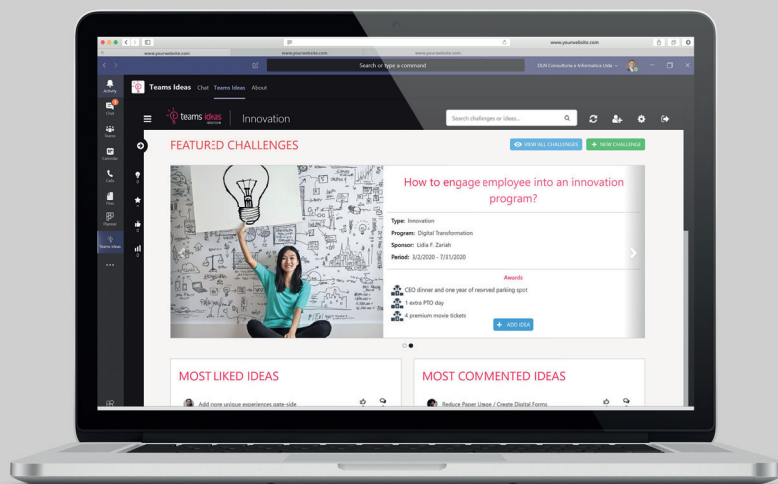 www.yourwebsite.com
www.yourwebsite.com
www.yourwebsite.com
www.yourwebsite.com
Search or type a command
DLN Consultoria e Informatica Ltda
Activity
Chat
Teams
Calendar
Calls
Files
Planner
Teams Ideas
Teams Ideas Chat Teams Ideas About
teams ideas
Innovation
Search challenges or ideas...
FEATURED CHALLENGES
VIEW ALL CHALLENGES
+ NEW CHALLENGE
How to engage employee into an innovation
program?
Type: Innovation
Program: Digital Transformation
Sponsor: Lidia F. Zariah
Period: 3/2/2020 - 7/31/2020
Awards
CEO dinner and one year of resrved parking spot
1 extra PTO day
4 premium movie tickets
+ ADD IDEA
MOST LIKED IDEAS
Add more unique experiences gate-side
MOST COMMENTED IDEAS
Reduce Paper Usage / Create Digital Forms